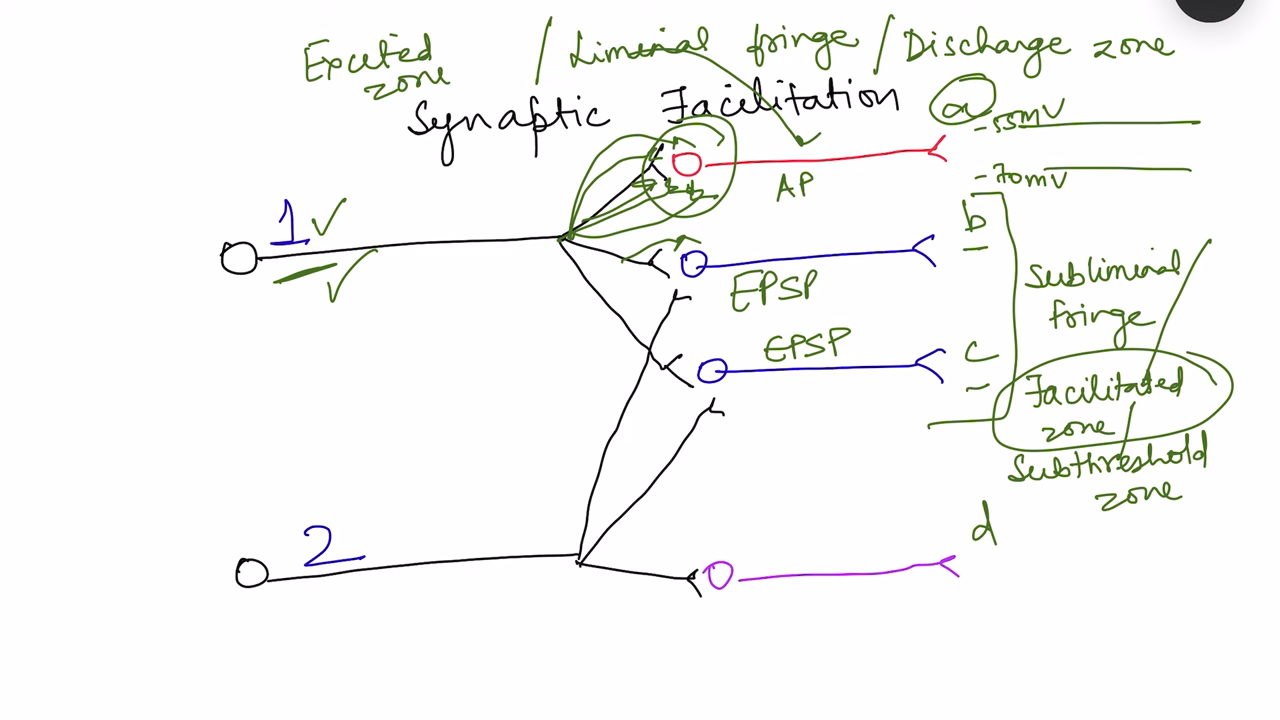 Excited zone / Liminal fringe / Discharge zone
Synaptic Facilitation
a
-55mV
-70mV
AP
1
b
EPSP
Subliminal fringe /
EPSP
c
Facilitated zone /
Subthreshold zone
2
d